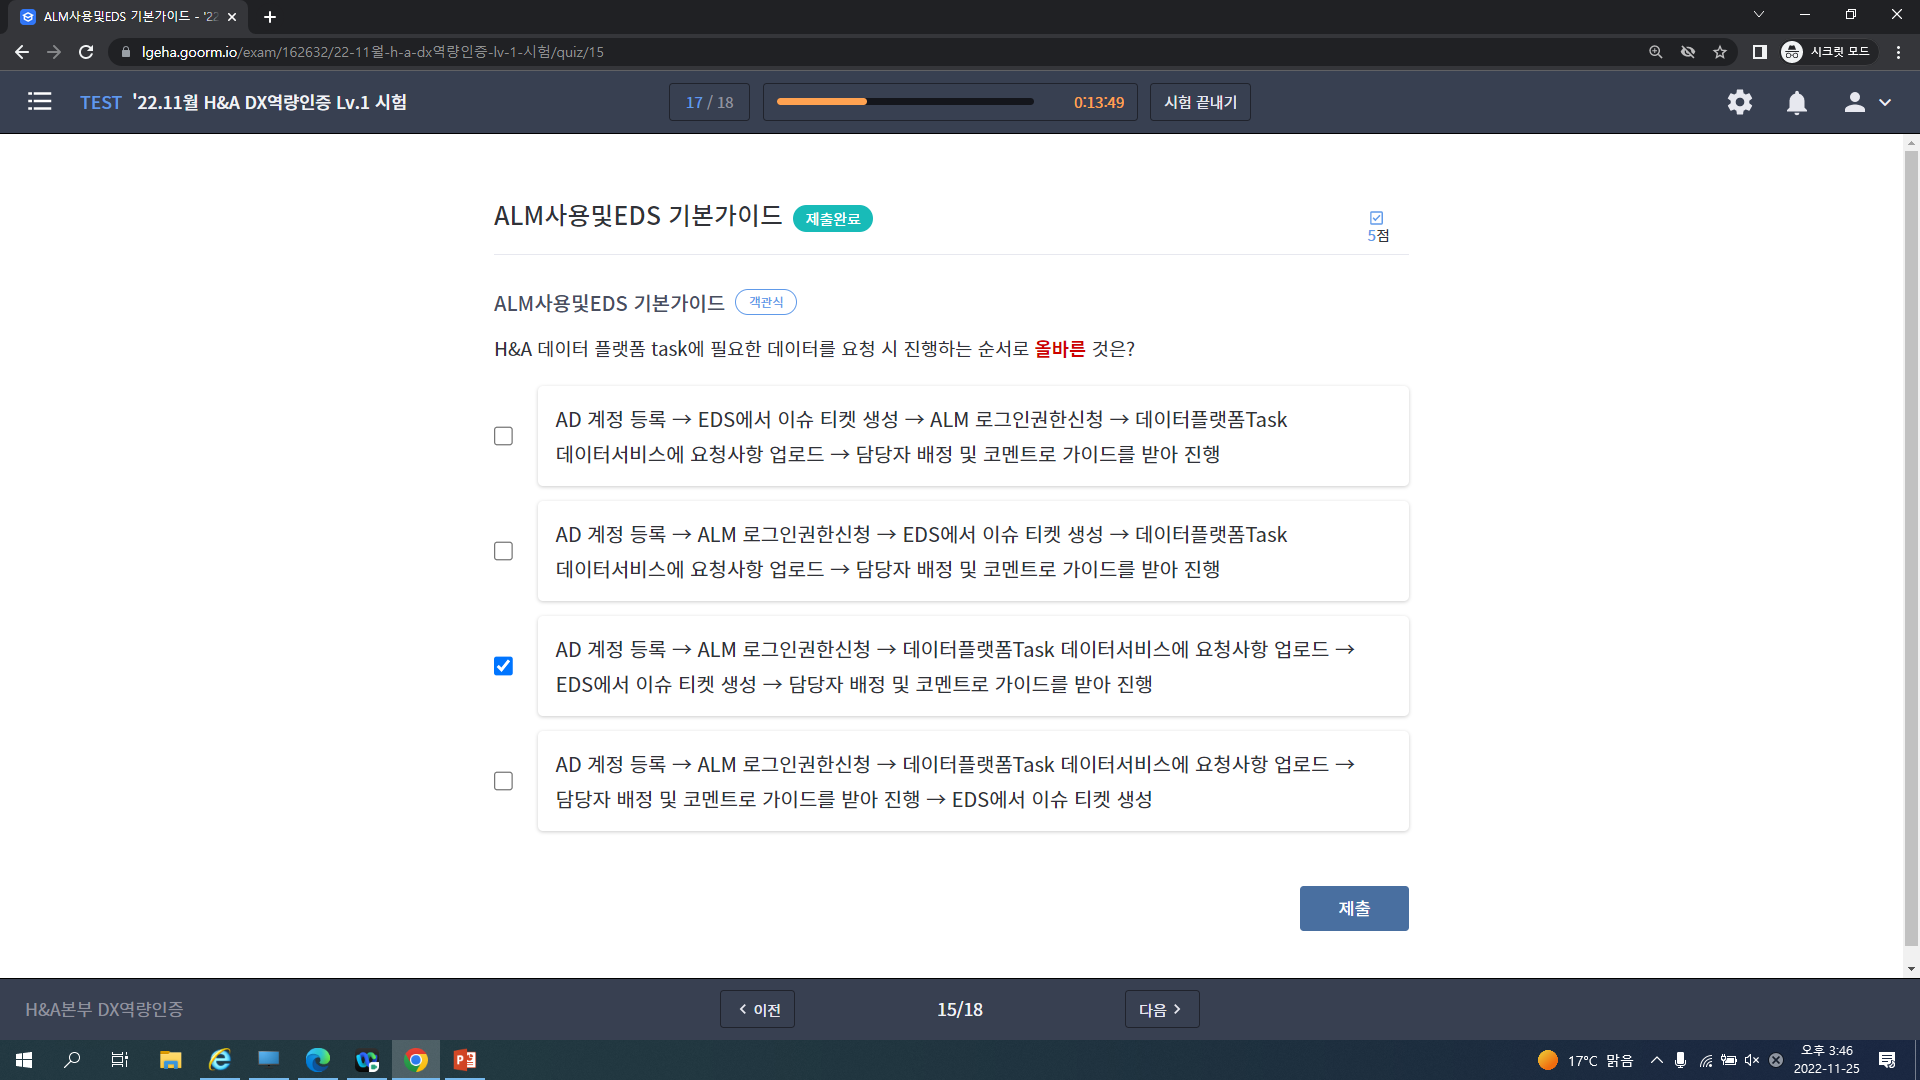 ALM사용및EDS 기본가이드 - '22
lgeha.goorm.io/exam/162632/22-11월-h-a-dx역량인증-lv-1-시험/quiz/15
시크릿 모드
TEST '22.11월 H&A DX역량인증 Lv.1 시험
17 / 18
0:13:49
시험 끝내기
ALM사용및EDS 기본가이드 제출완료
5점
ALM사용및EDS 기본가이드 객관식
H&A 데이터 플랫폼 task에 필요한 데이터를 요청 시 진행하는 순서로 올바른 것은?
AD 계정 등록 → EDS에서 이슈 티켓 생성 → ALM 로그인권한신청 → 데이터플랫폼Task
데이터서비스에 요청사항 업로드 → 담당자 배정 및 코멘트로 가이드를 받아 진행
AD 계정 등록 → ALM 로그인권한신청 → EDS에서 이슈 티켓 생성 → 데이터플랫폼Task
데이터서비스에 요청사항 업로드 → 담당자 배정 및 코멘트로 가이드를 받아 진행
AD 계정 등록 → ALM 로그인권한신청 → 데이터플랫폼Task 데이터서비스에 요청사항 업로드 →
EDS에서 이슈 티켓 생성 → 담당자 배정 및 코멘트로 가이드를 받아 진행
AD 계정 등록 → ALM 로그인권한신청 → 데이터플랫폼Task 데이터서비스에 요청사항 업로드 →
담당자 배정 및 코멘트로 가이드를 받아 진행 → EDS에서 이슈 티켓 생성
제출
H&A본부 DX역량인증
이전
15/18
다음
17°C 맑음
오후 3:46
2022-11-25